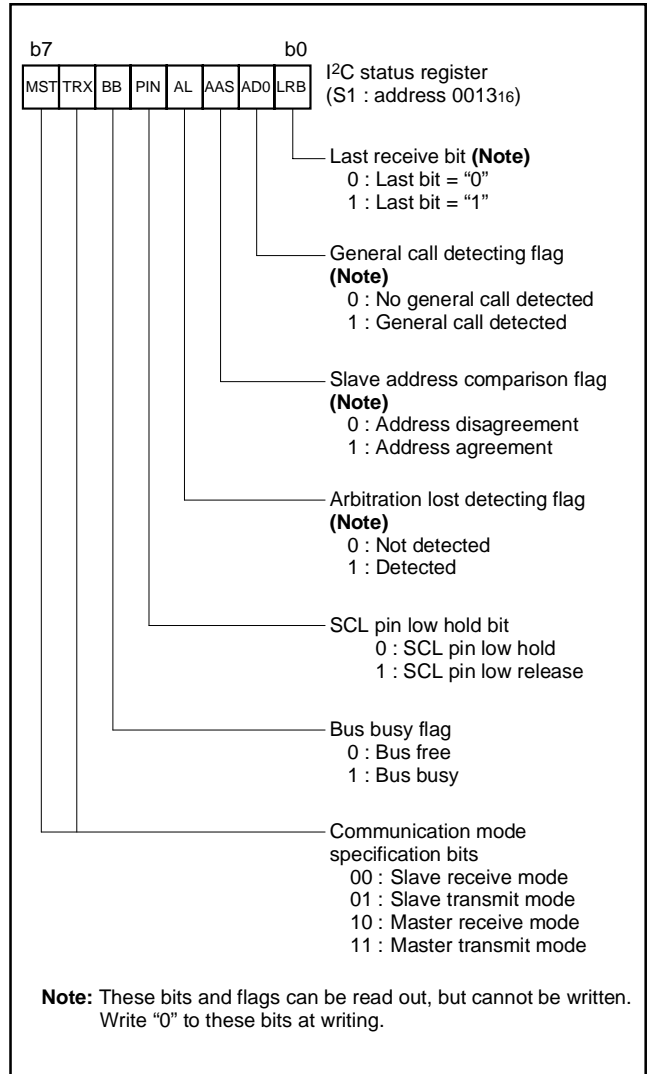 b7 b0
MST TRX BB PIN AL AAS AD0 LRB
I2C status register
(S1 : address 001316)
Last receive bit (Note)
0 : Last bit = “0”
1 : Last bit = “1”
General call detecting flag
(Note)
0 : No general call detected
1 : General call detected
Slave address comparison flag
(Note)
0 : Address disagreement
1 : Address agreement
Arbitration lost detecting flag
(Note)
0 : Not detected
1 : Detected
SCL pin low hold bit
0 : SCL pin low hold
1 : SCL pin low release
Bus busy flag
0 : Bus free
1 : Bus busy
Communication mode
specification bits
00 : Slave receive mode
01 : Slave transmit mode
10 : Master receive mode
11 : Master transmit mode
Note: These bits and flags can be read out, but cannot be written.
Write “0” to these bits at writing.